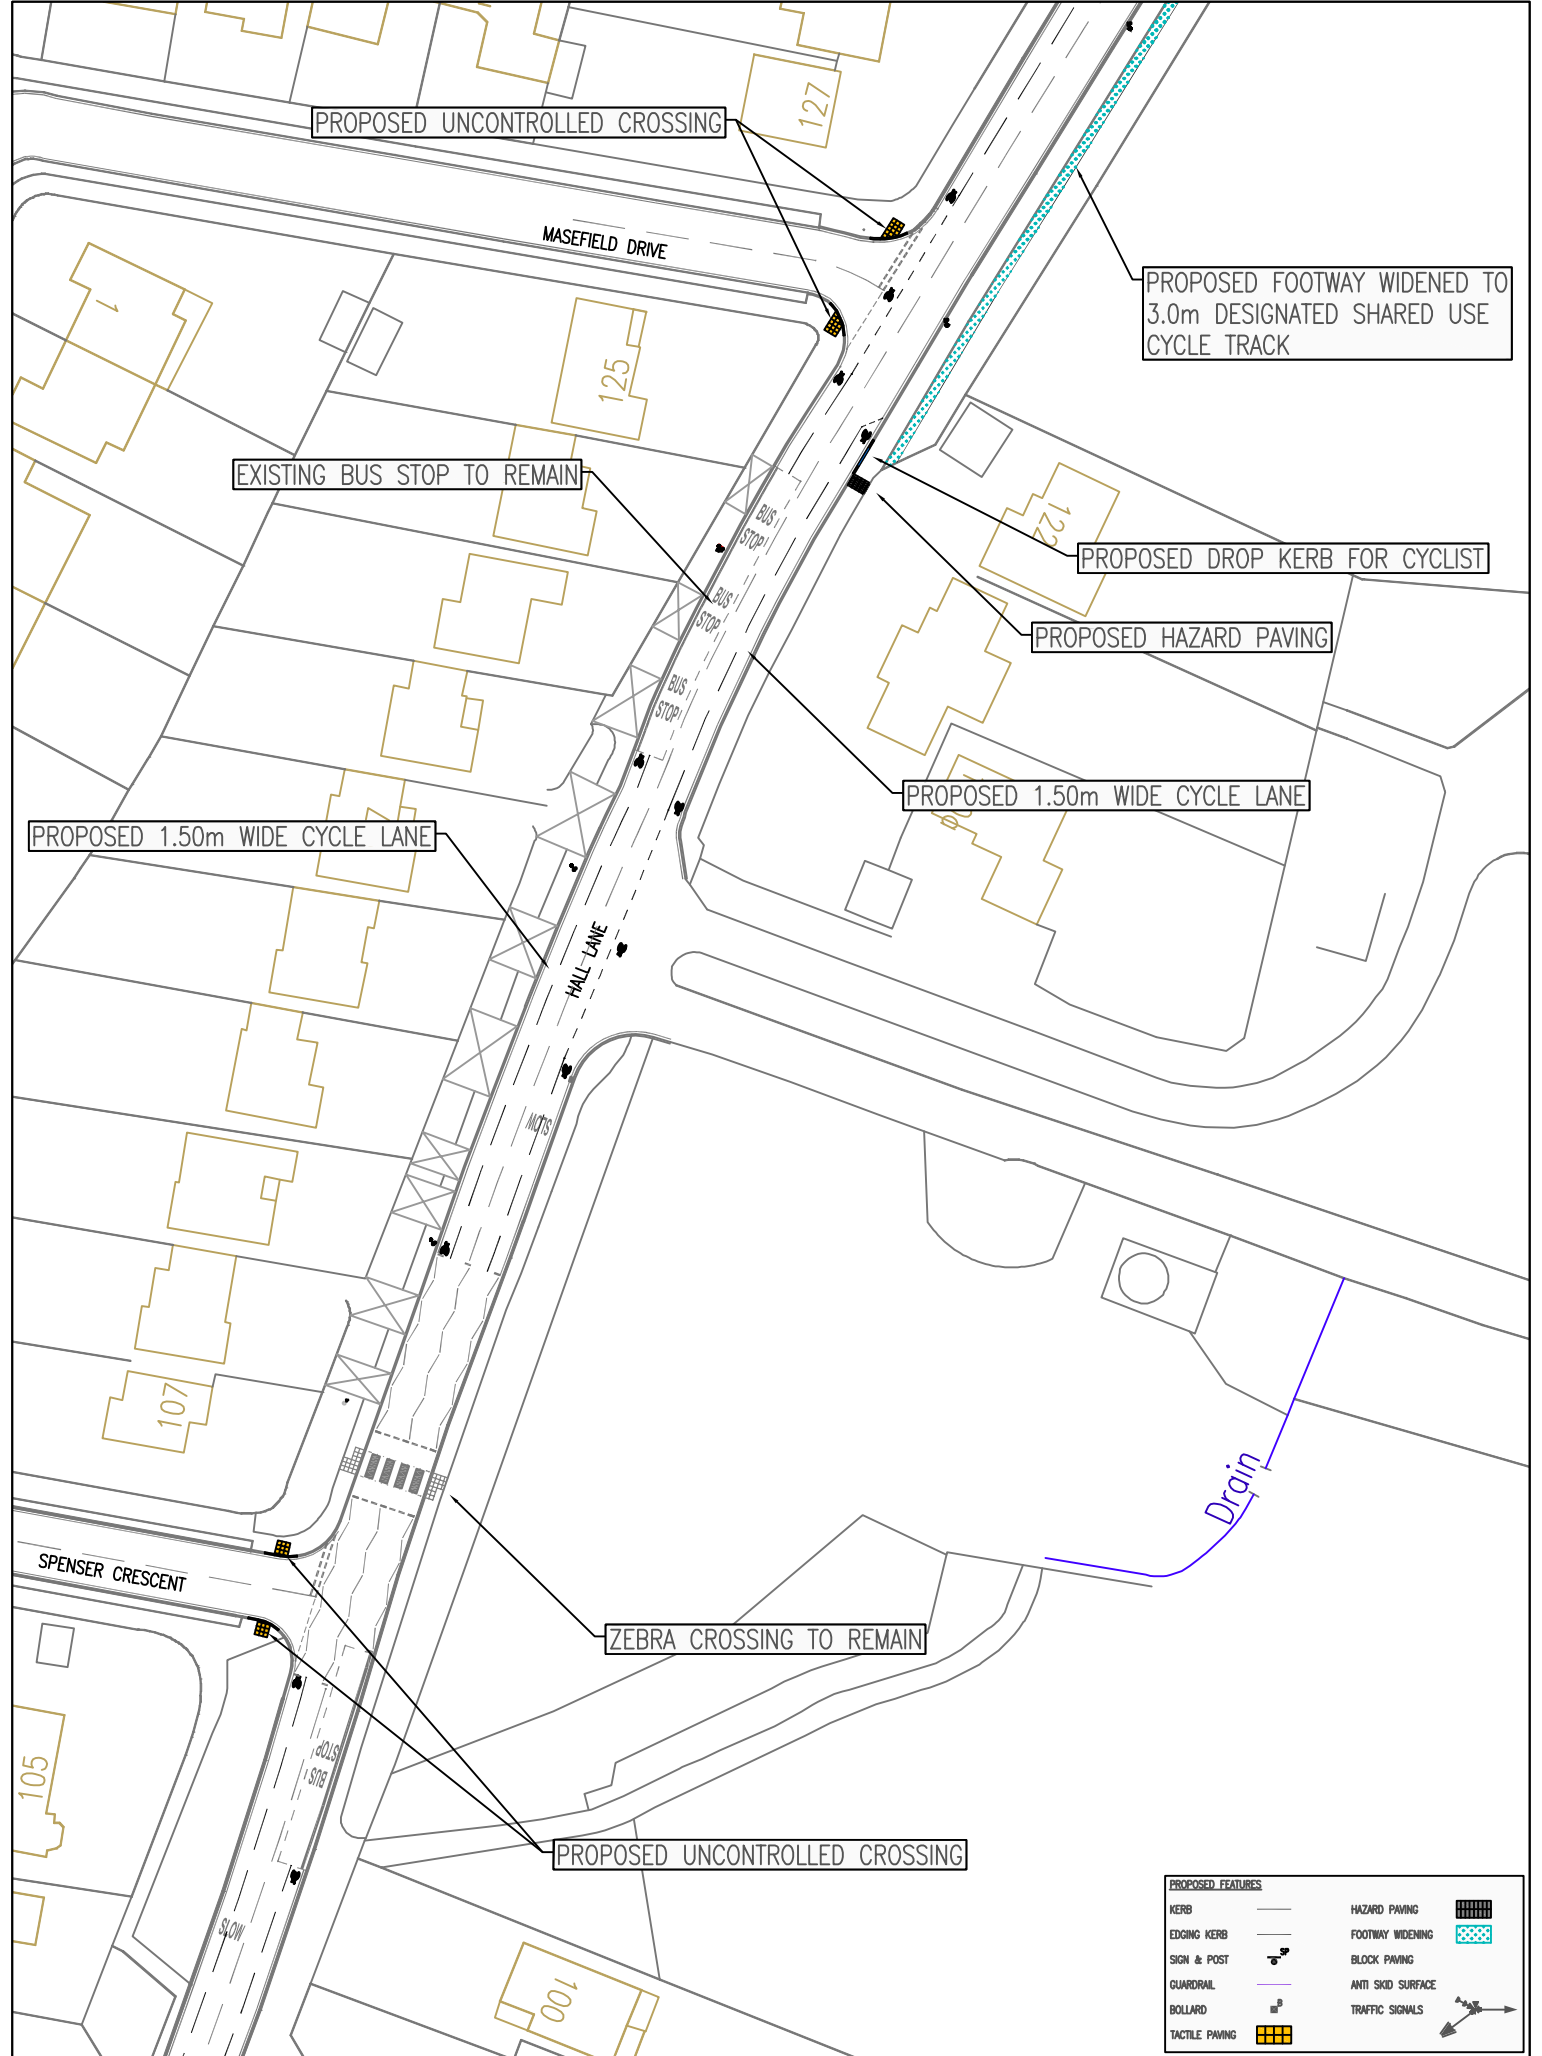 127
PROPOSED UNCONTROLLED CROSSING
MASEFIELD DRIVE
PROPOSED FOOTWAY WIDENED TO
3.0m DESIGNATED SHARED USE
CYCLE TRACK
1
125
EXISTING BUS STOP TO REMAIN
BUS
STOP
122
PROPOSED DROP KERB FOR CYCLIST
BUS
STOP
PROPOSED HAZARD PAVING
BUS
STOP
PROPOSED 1.50m WIDE CYCLE LANE
PROPOSED 1.50m WIDE CYCLE LANE
HALL LANE
SLOW
107
Drain
SPENSER CRESCENT
ZEBRA CROSSING TO REMAIN
BUS
STOP
105
PROPOSED UNCONTROLLED CROSSING
SLOW
100
PROPOSED FEATURES
KERB
EDGING KERB
SIGN & POST
SP
GUARDRAIL
BOLLARD
B
TACTILE PAVING
HAZARD PAVING
FOOTWAY WIDENING
BLOCK PAVING
ANTI SKID SURFACE
TRAFFIC SIGNALS